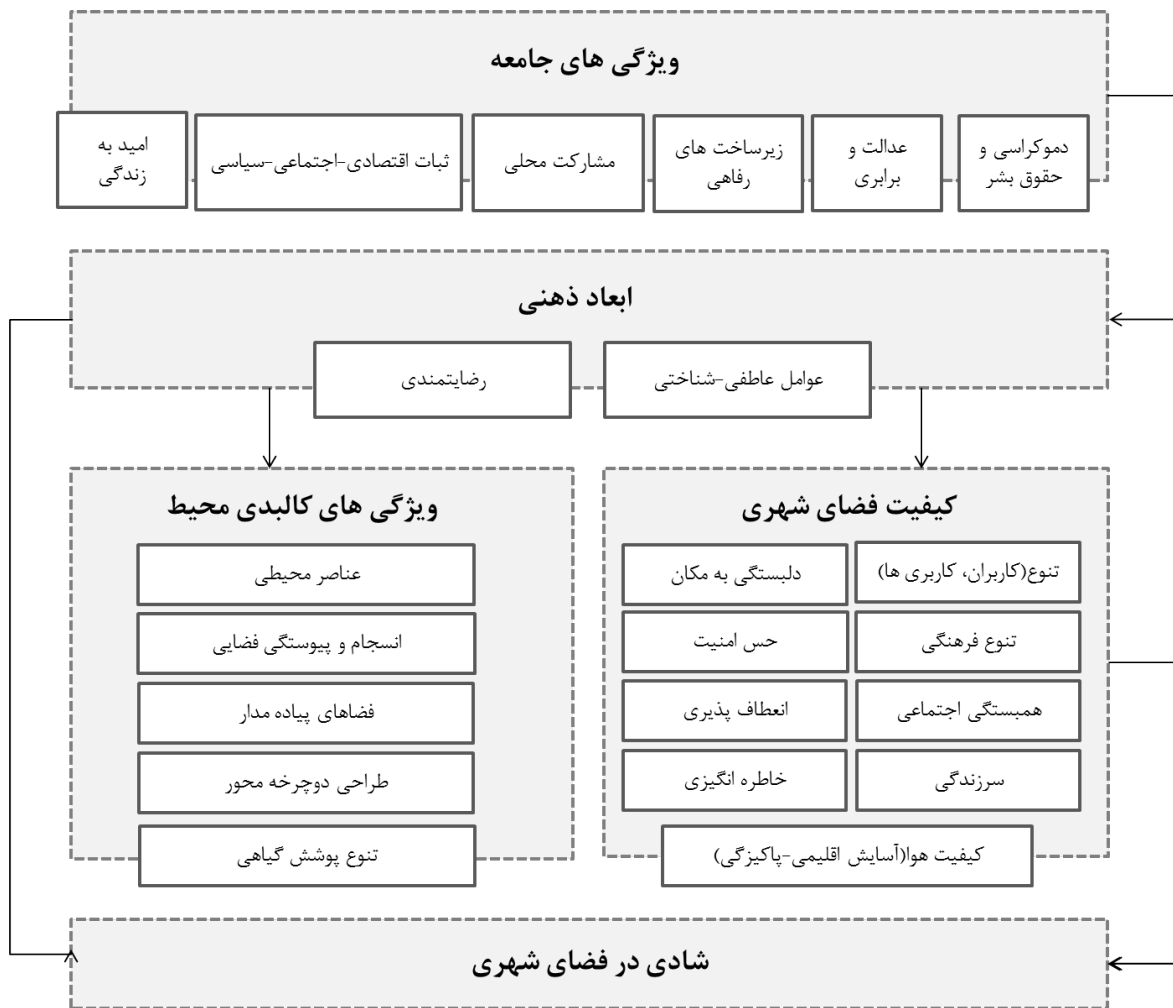 ویژگی های جامعه
دموکراسی و
حقوق بشر
عدالت و
برابری
زیرساخت های
رفاهی
مشارکت محلی
ثبات اقتصادی-اجتماعی-سیاسی
امید به
زندگی
ابعاد ذهنی
عوامل عاطفی-شناختی
رضایتمندی
کیفیت فضای شهری
تنوع(کاربران، کاربری ها)
دلبستگی به مکان
تنوع فرهنگی
حس امنیت
همبستگی اجتماعی
انعطاف پذیری
سرزندگی
خاطره انگیزی
کیفیت هوا(آسایش اقلیمی-پاکیزگی)
ویژگی های کالبدی محیط
عناصر محیطی
انسجام و پیوستگی فضایی
فضاهای پیاده مدار
طراحی دوچرخه محور
تنوع پوشش گیاهی
شادی در فضای شهری